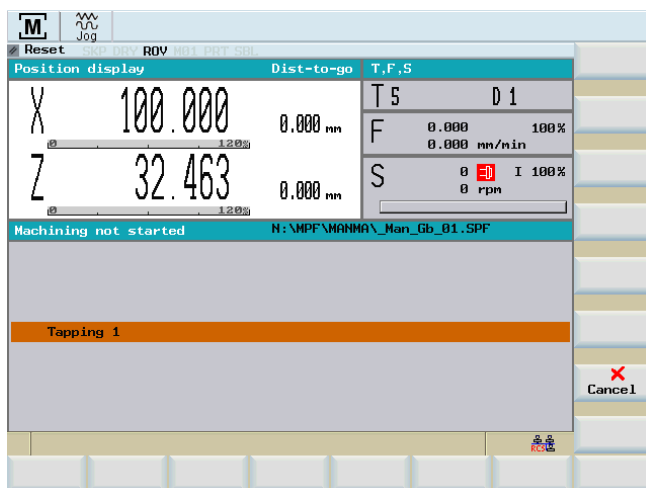 M
Jog
Reset SKP DRY ROV M01 PRT SBL
Position display Dist-to-go T,F,S
X 100.000 0.000 mm
0 120%
Z 32.463 0.000 mm
0 120%
T 5 D 1
F 0.000 100%
0.000 mm/min
S 0 I 100%
0 rpm
Machining not started N:\MPF\MANMA\_Man_Gb_01.SPF
Tapping 1
Cancel
RCS